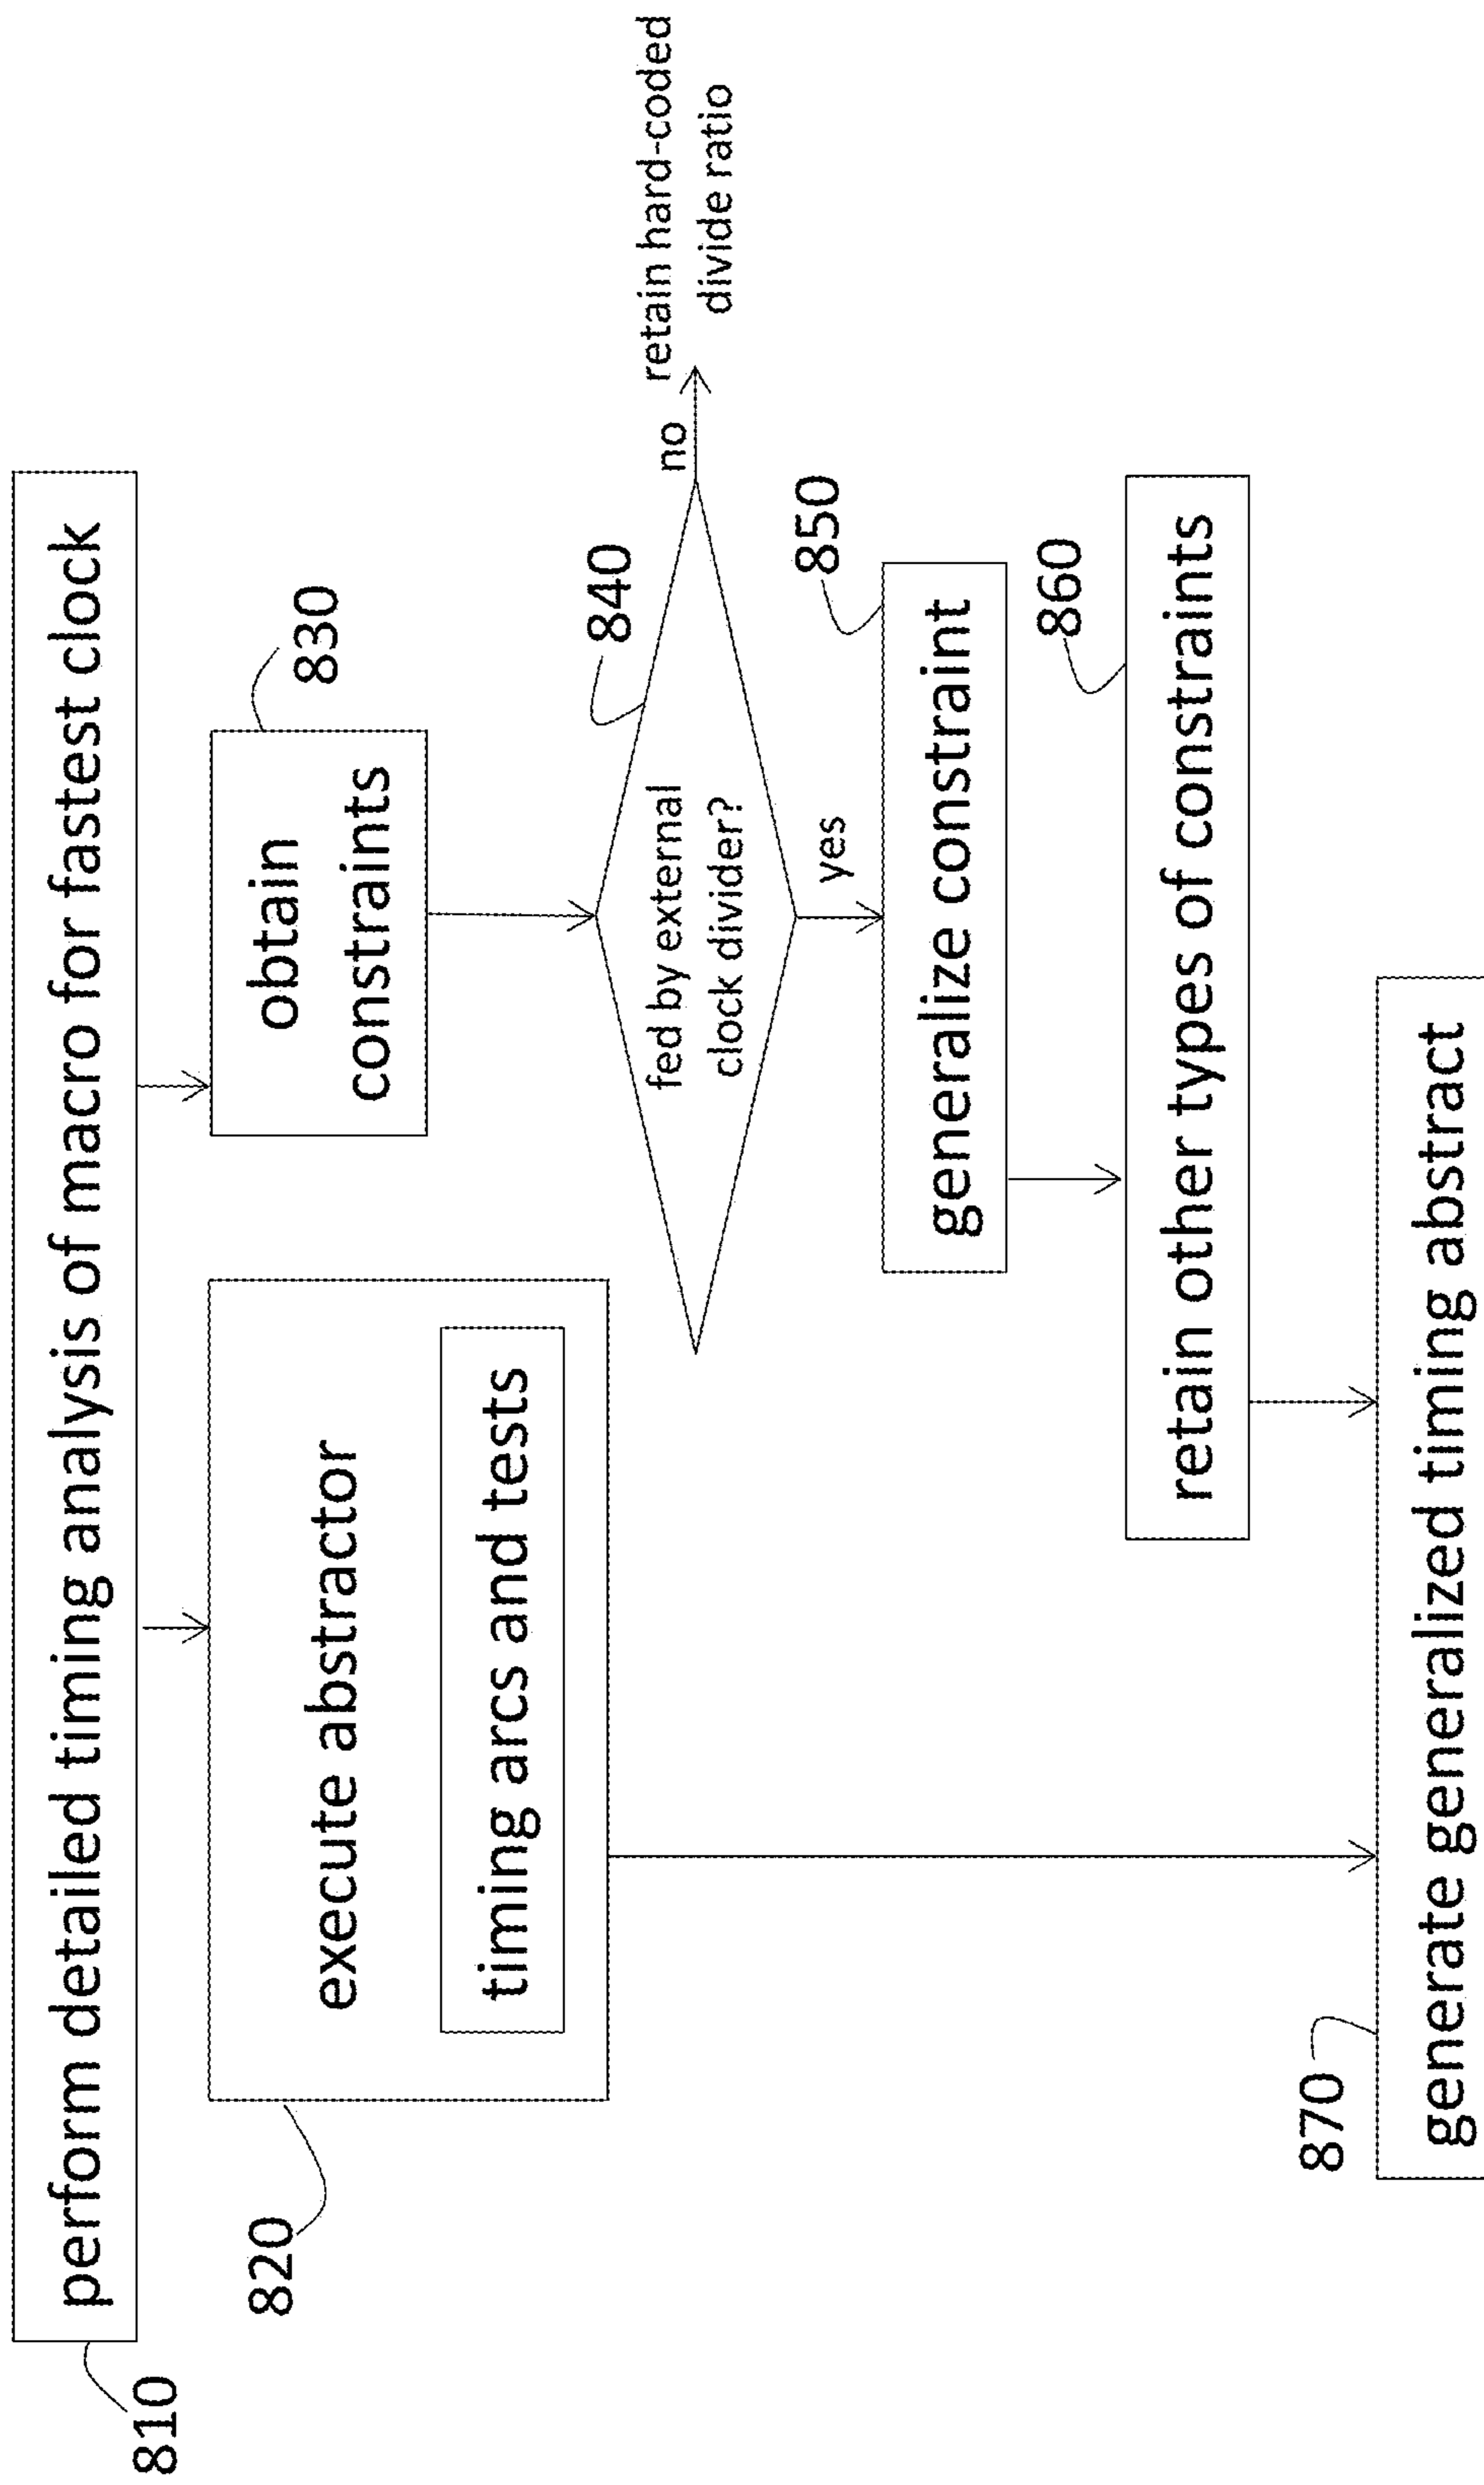 810
perform detailed timing analysis of macro for fastest clock
820
execute abstractor
timing arcs and tests
830
obtain
constraints
840
fed by external
clock divider?
no
retain hard-coded
divide ratio
yes
850
generalize constraint
860
retain other types of constraints
870
generate generalized timing abstract